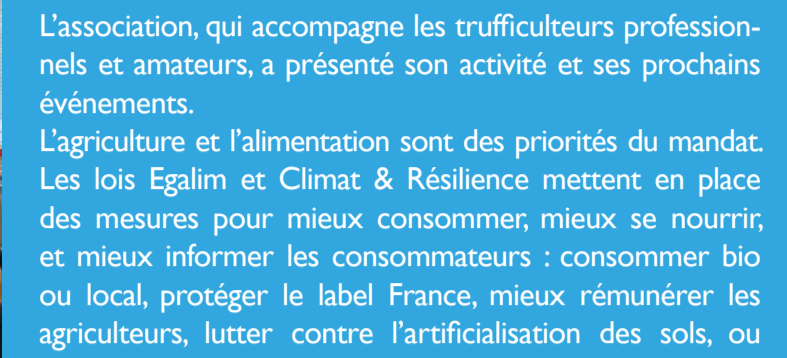 L'association, qui accompagne les trufficulteurs profession-
nels et amateurs, a présenté son activité et ses prochains
événements.
L'agriculture et l'alimentation sont des priorités du mandat.
Les lois Egalim et Climat & Résilience mettent en place
des mesures pour mieux consommer, mieux se nourrir,
et mieux informer les consommateurs : consommer bio
ou local, protéger le label France, mieux rémunérer les
agriculteurs, lutter contre l'artificialisation des sols, ou